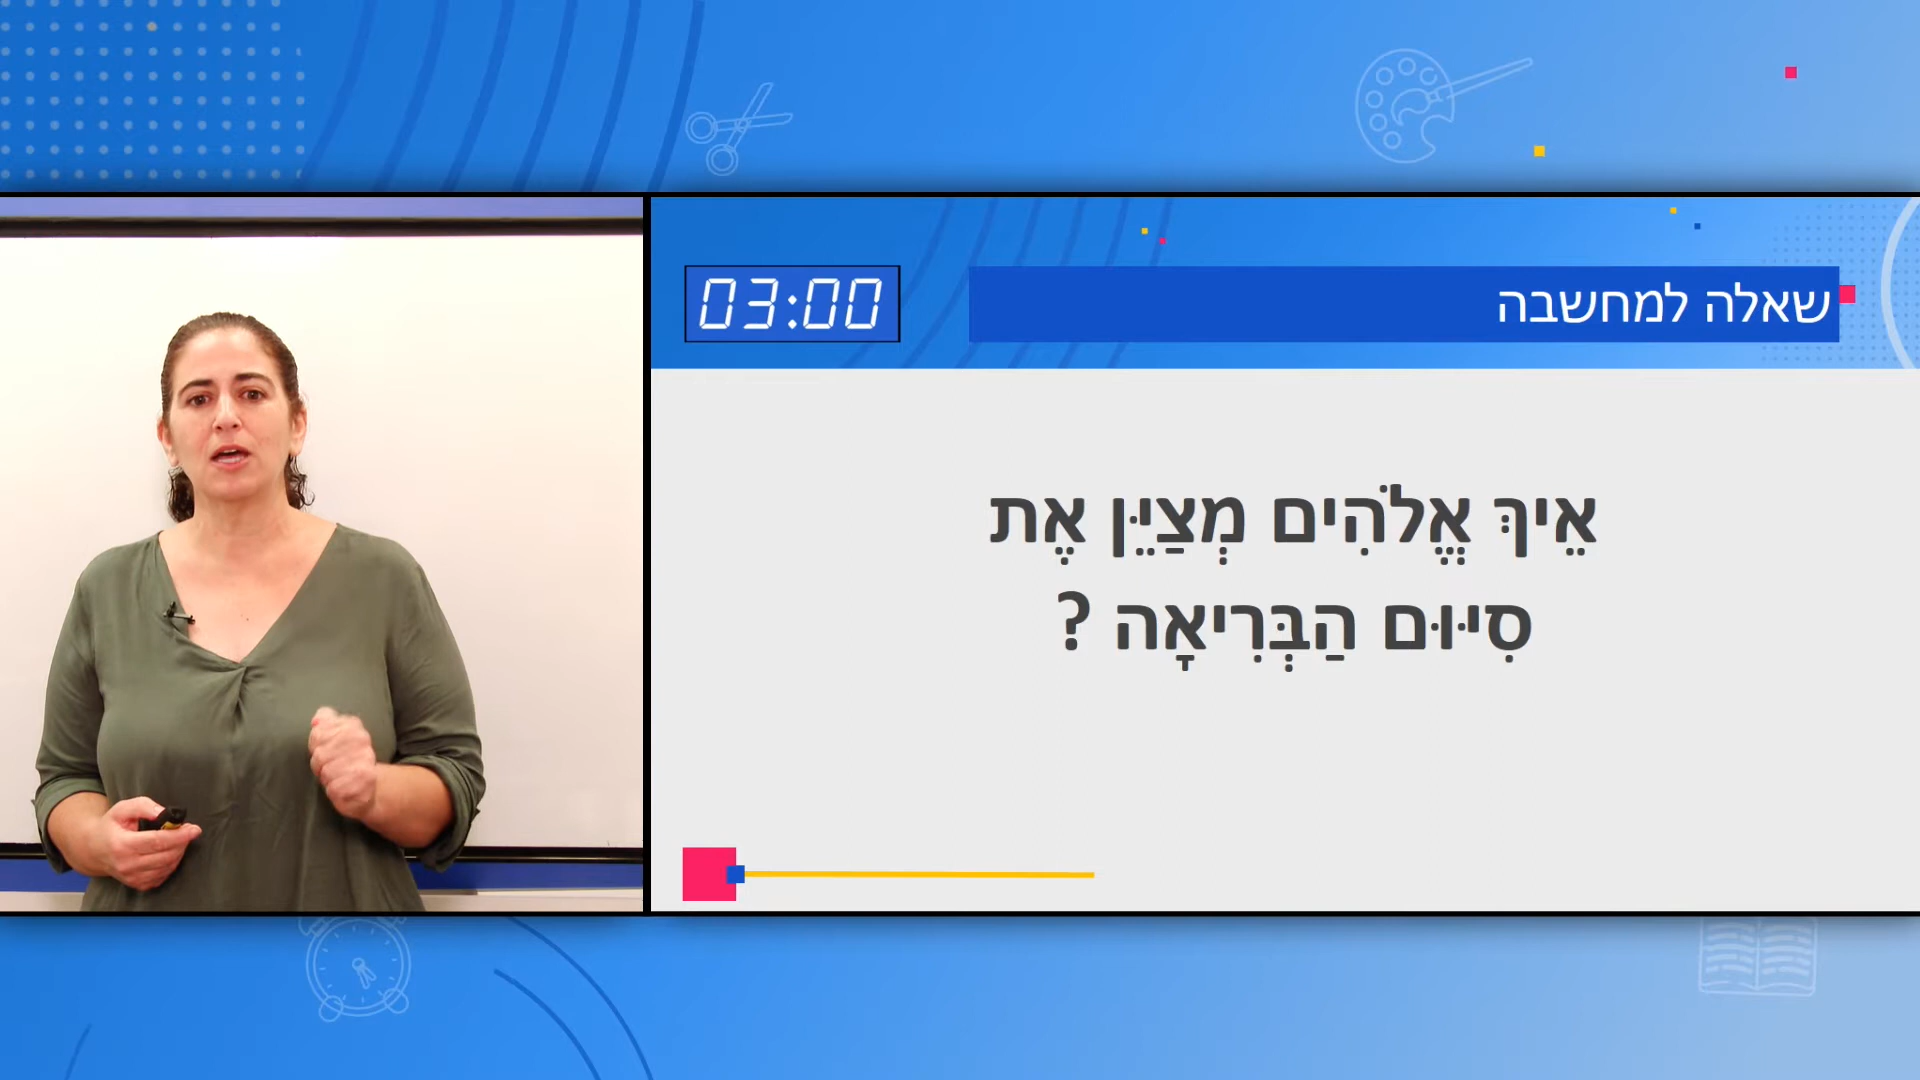 שאלה למחשבה
03:00
אֵיךְ אֱלֹהִים מְצַיֵּן אֶת
סִיּוּם הַבְּרִיאָה ?